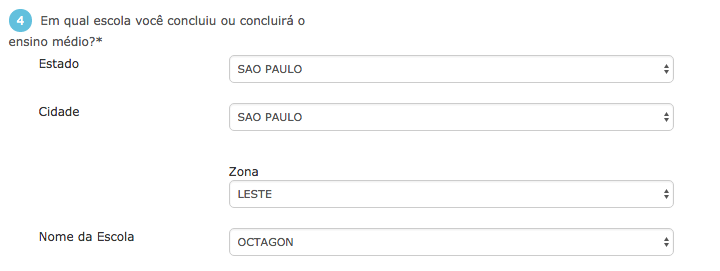 4 Em qual escola você concluiu ou concluirá o
ensino médio?*
Estado
SAO PAULO
Cidade
SAO PAULO
Zona
LESTE
Nome da Escola
OCTAGON